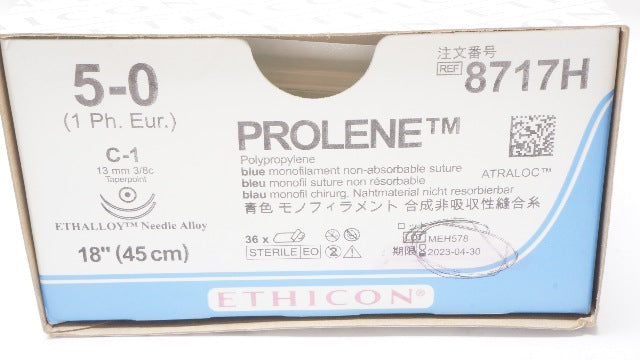 5-0
(1 Ph. Eur.)
C-1
13 mm 3/8c
Taperpoint
ETHALLOY™ Needle Alloy
18" (45 cm)
注文番号
REF 8717H
PROLENE™
ATRALOC™
Polypropylene
blue monofilament non-absorbable suture
bleu monofil suture non résorbable
blau monofil chirurg. Nahtmaterial nicht resorbierbar
青色 モノフィラメント 合成非吸収性縫合糸
36 x
STERILE EO
2
LOT MEH578
期限 2023-04-30
ETHICON®